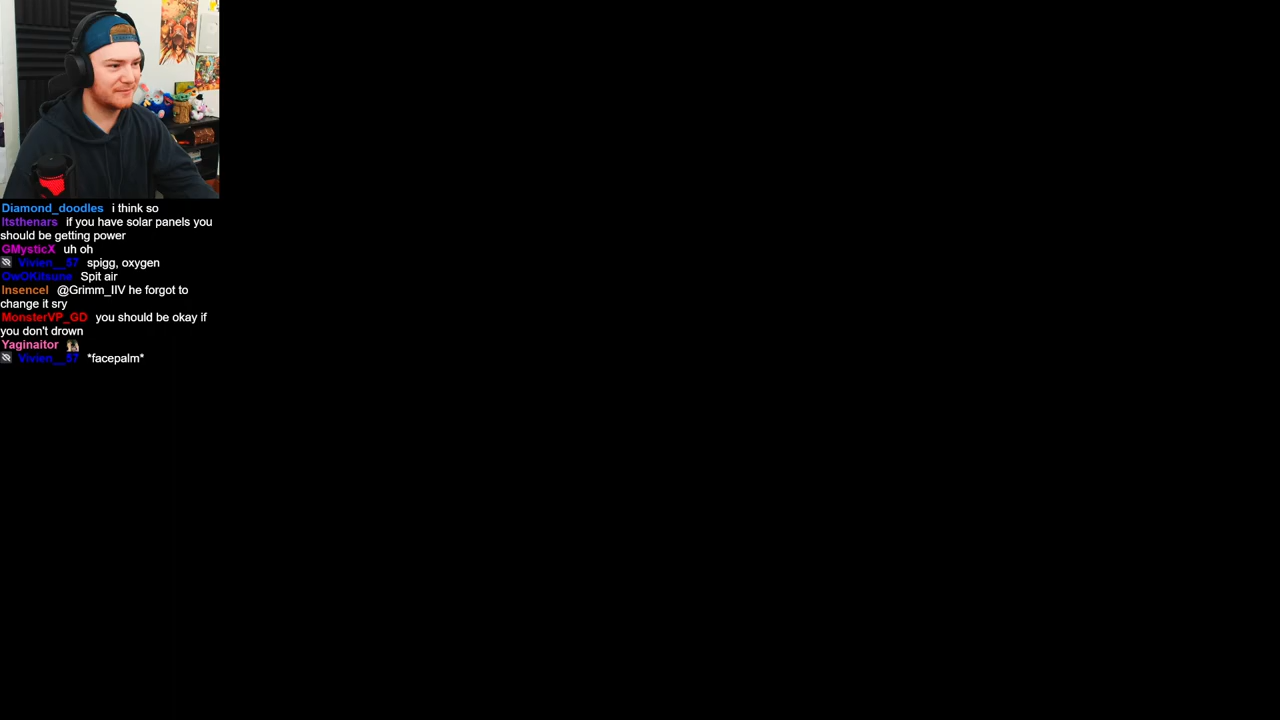 Diamond_doodles i think so
Itsthenars if you have solar panels you
should be getting power
GMysticX uh oh
Vivien__57 spigg, oxygen
OwOKitsune Spit air
Insencel @Grimm_IIV he forgot to
change it sry
MonsterVP_GD you should be okay if
you don't drown
Yaginaitor
Vivien__57 *facepalm*